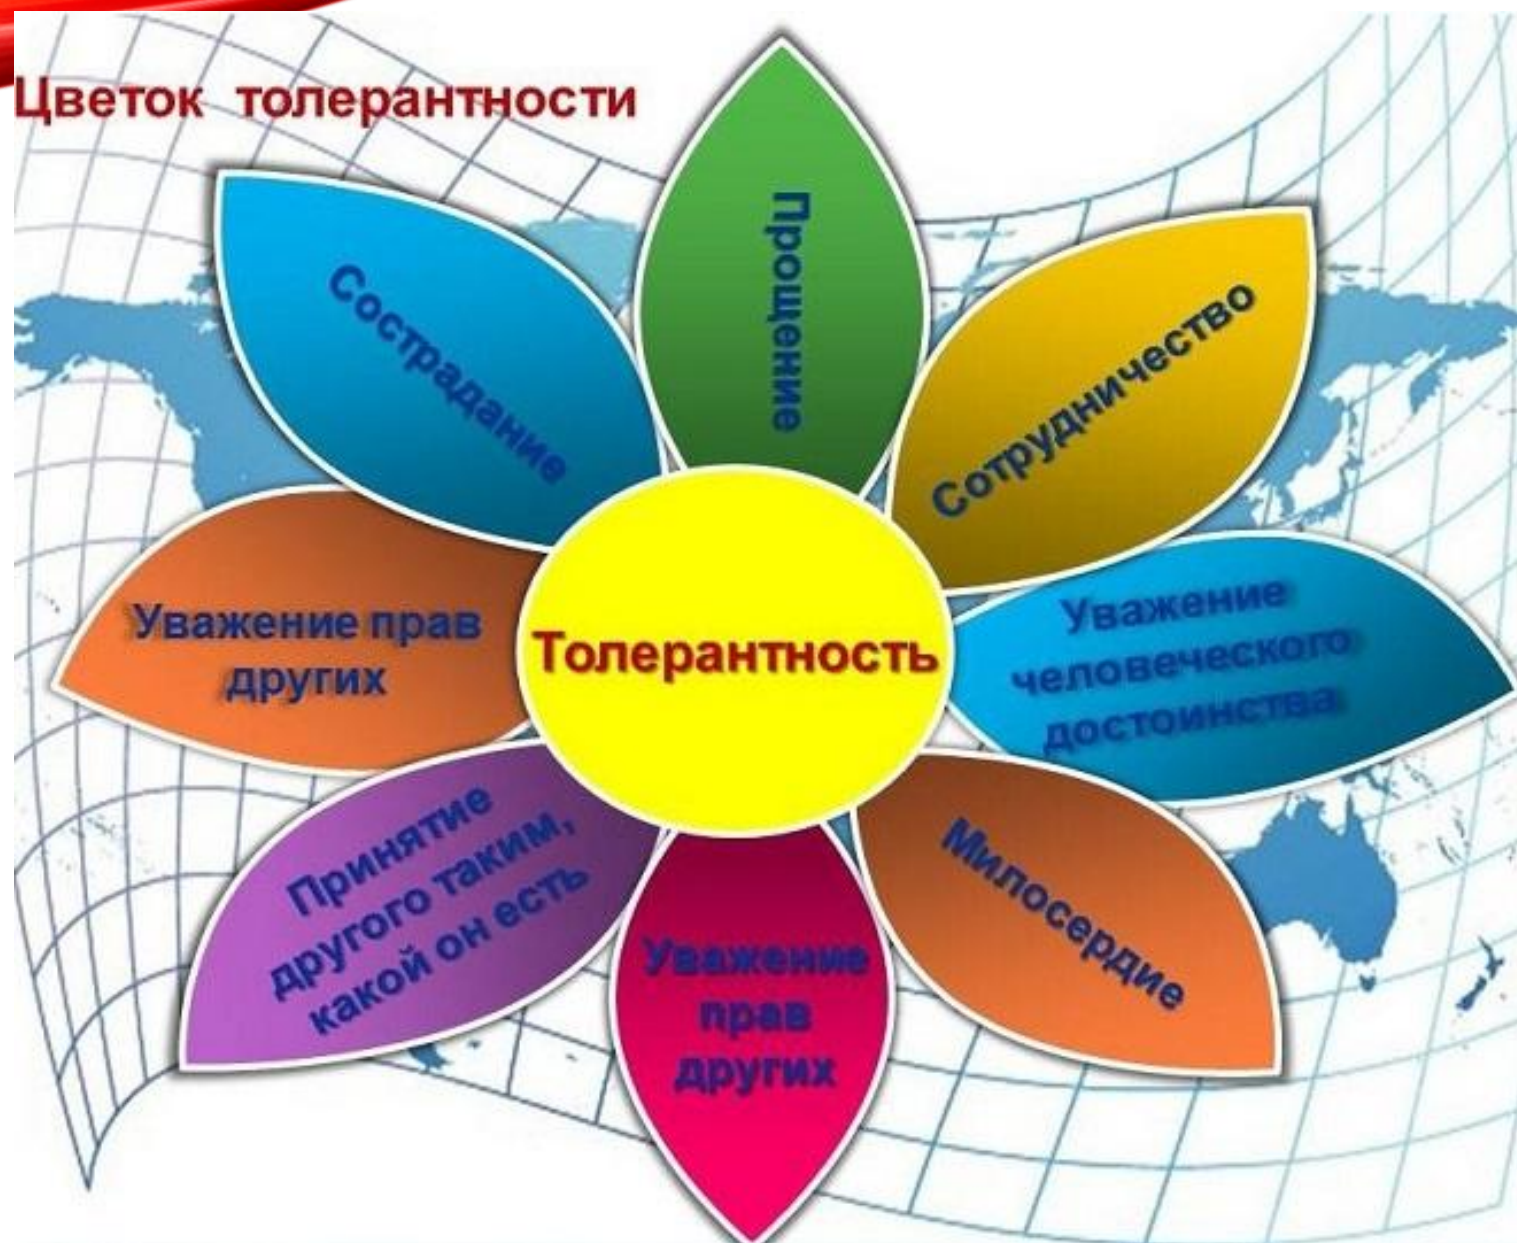 Цветок толерантности
Прощение
Сотрудничество
Уважение
человеческого
достоинства
Милосердие
Уважение
прав
других
Принятие
другого таким,
какой он есть
Уважение прав
других
Сострадание
Толерантность